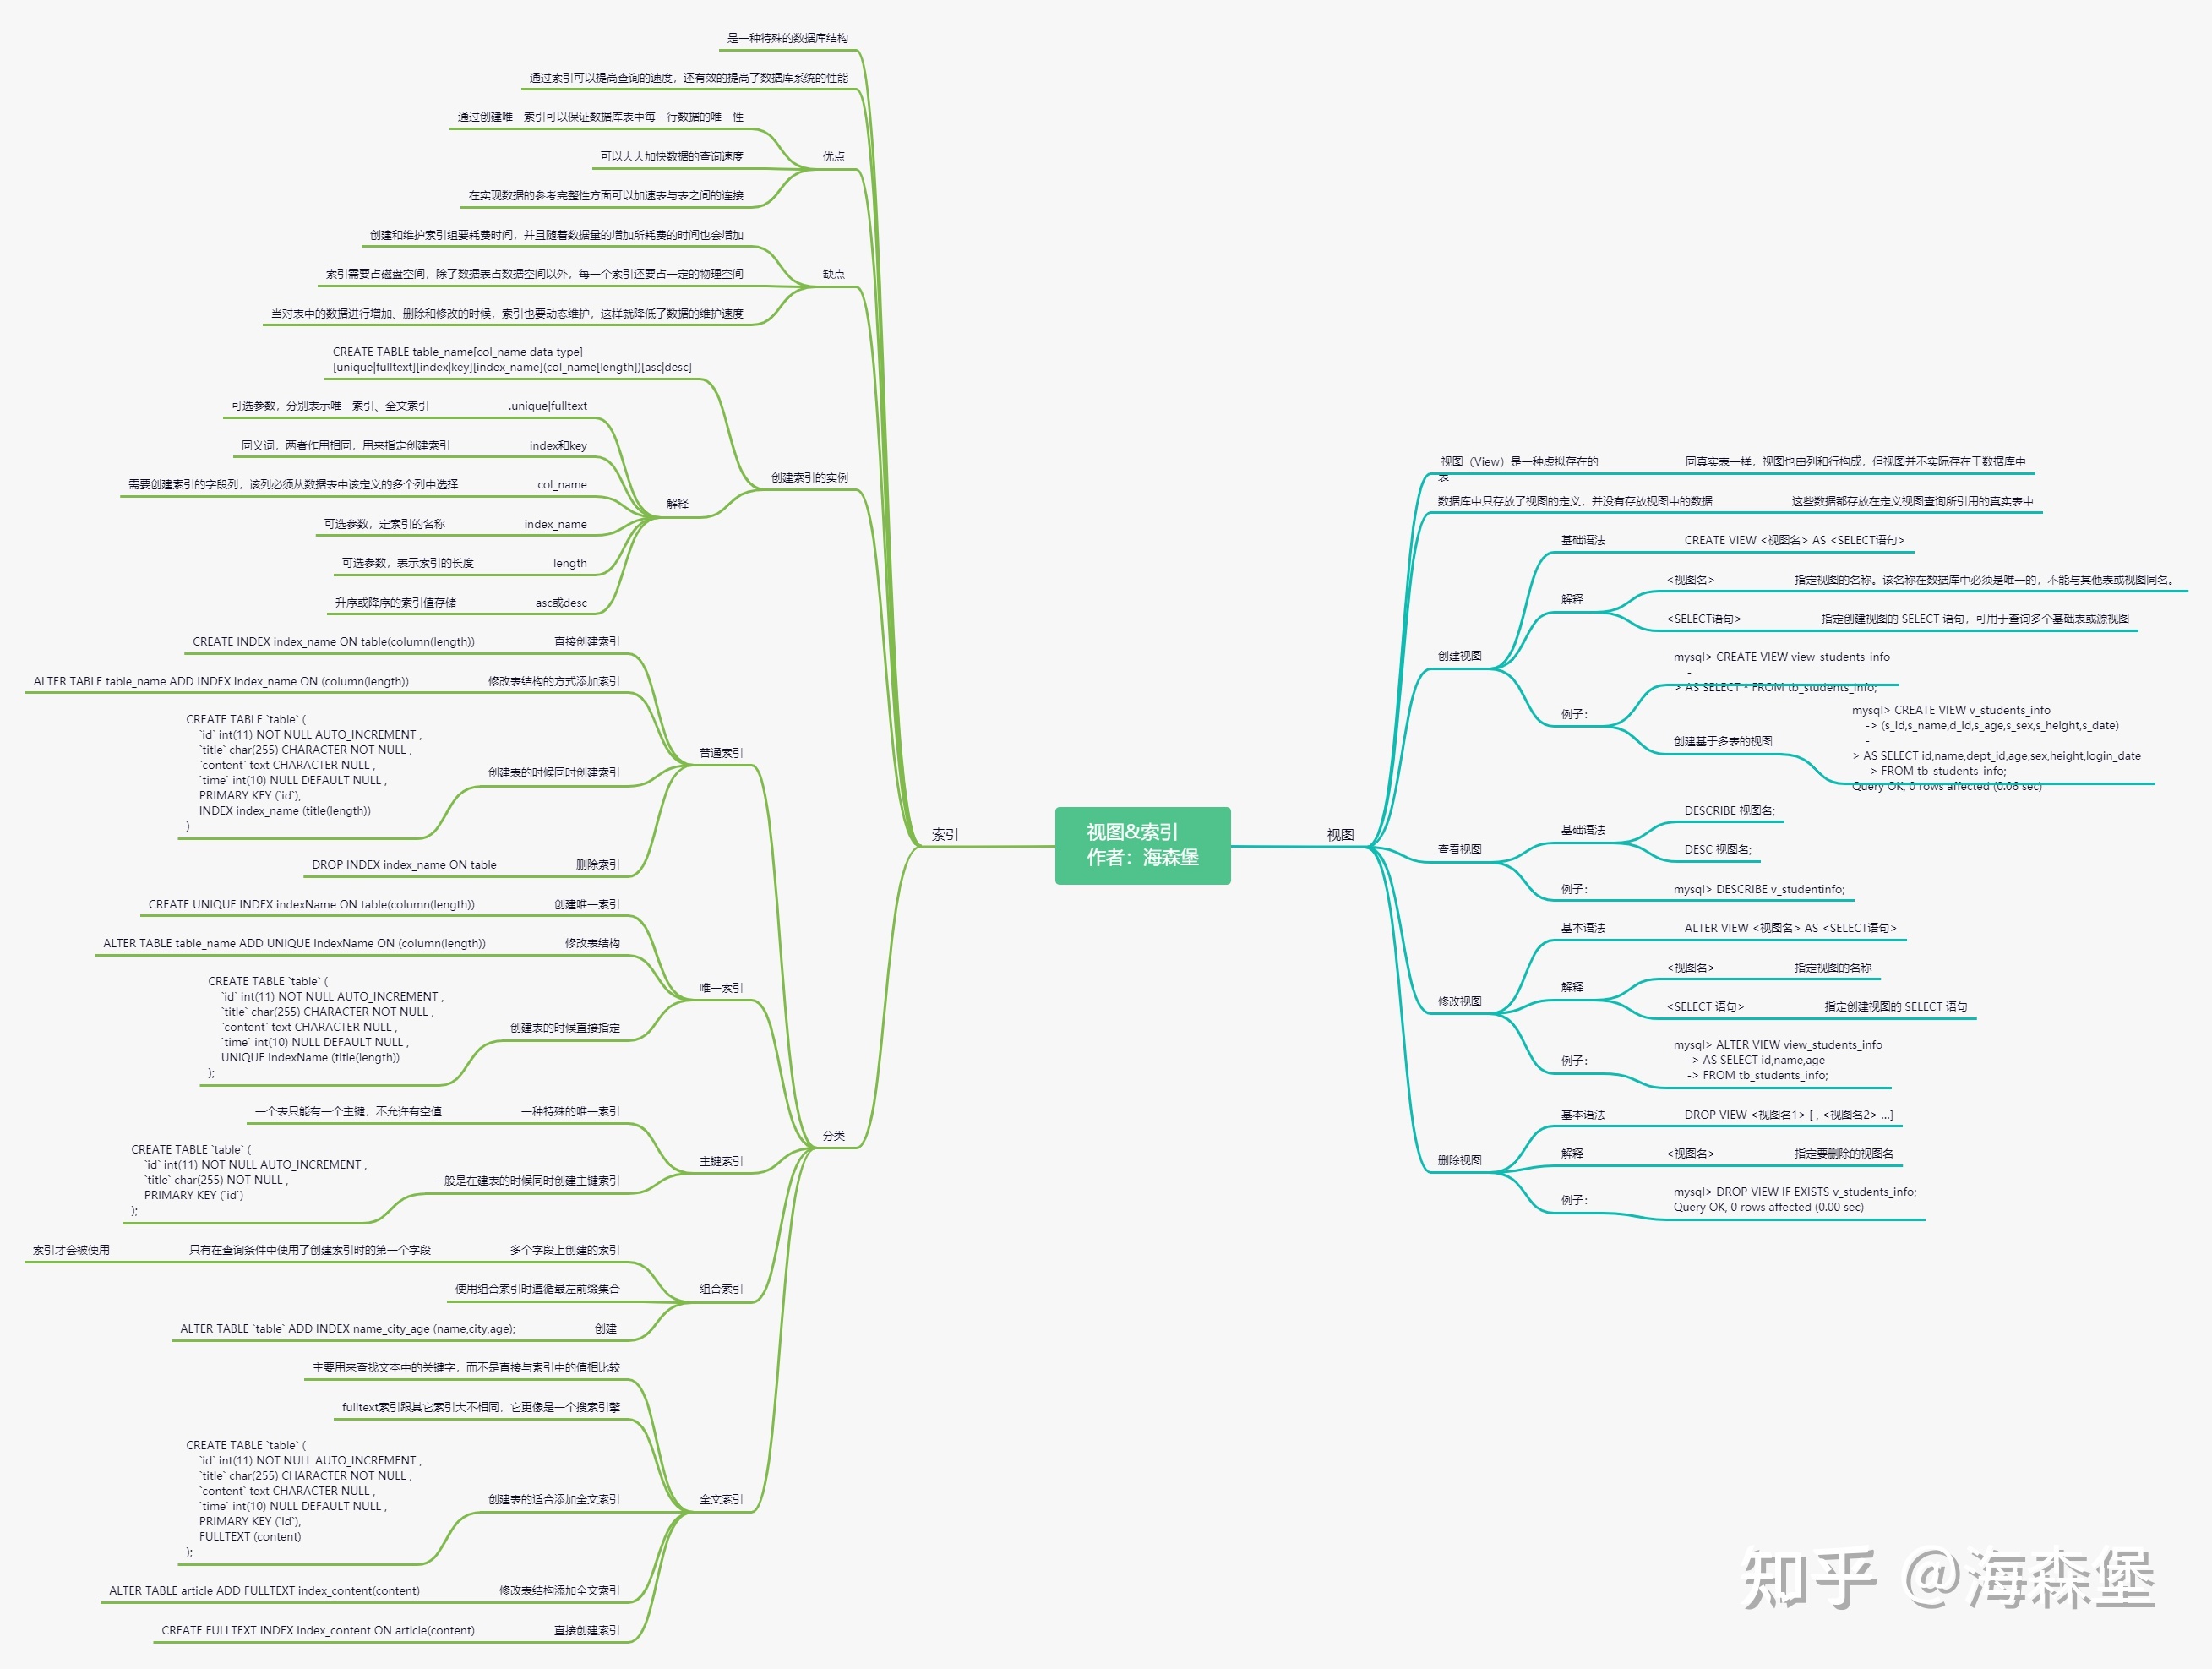 视图&索引
作者：海森堡
索引
是一种特殊的数据库结构
通过索引可以提高查询的速度，还有效的提高了数据库系统的性能
优点
通过创建唯一索引可以保证数据库表中每一行数据的唯一性
可以大大加快数据的查询速度
在实现数据的参考完整性方面可以加速表与表之间的连接
缺点
创建和维护索引组要耗费时间，并且随着数据量的增加所耗费的时间也会增加
索引需要占磁盘空间，除了数据表占数据空间以外，每一个索引还要占一定的物理空间
当对表中的数据进行增加、删除和修改的时候，索引也要动态维护，这样就降低了数据的维护速度
创建索引的实例
CREATE TABLE table_name[col_name data type]
[unique|fulltext][index|key][index_name](col_name[length])[asc|desc]
解释
.unique|fulltext
可选参数，分别表示唯一索引、全文索引
index和key
同义词，两者作用相同，用来指定创建索引
col_name
需要创建索引的字段列，该列必须从数据表中该定义的多个列中选择
index_name
可选参数，定索引的名称
length
可选参数，表示索引的长度
asc或desc
升序或降序的索引值存储
分类
普通索引
直接创建索引
CREATE INDEX index_name ON table(column(length))
修改表结构的方式添加索引
ALTER TABLE table_name ADD INDEX index_name ON (column(length))
创建表的时候同时创建索引
CREATE TABLE `table` (
`id` int(11) NOT NULL AUTO_INCREMENT ,
`title` char(255) CHARACTER NOT NULL ,
`content` text CHARACTER NULL ,
`time` int(10) NULL DEFAULT NULL ,
PRIMARY KEY (`id`),
INDEX index_name (title(length))
)
删除索引
DROP INDEX index_name ON table
唯一索引
创建唯一索引
CREATE UNIQUE INDEX indexName ON table(column(length))
修改表结构
ALTER TABLE table_name ADD UNIQUE indexName ON (column(length))
创建表的时候直接指定
CREATE TABLE `table` (
`id` int(11) NOT NULL AUTO_INCREMENT ,
`title` char(255) CHARACTER NOT NULL ,
`content` text CHARACTER NULL ,
`time` int(10) NULL DEFAULT NULL ,
UNIQUE indexName (title(length))
);
主键索引
一种特殊的唯一索引
一个表只能有一个主键，不允许有空值
一般是在建表的时候同时创建主键索引
CREATE TABLE `table` (
`id` int(11) NOT NULL AUTO_INCREMENT ,
`title` char(255) NOT NULL ,
PRIMARY KEY (`id`)
);
组合索引
多个字段上创建的索引
只有在查询条件中使用了创建索引时的第一个字段
索引才会被使用
使用组合索引时遵循最左前缀集合
创建
ALTER TABLE `table` ADD INDEX name_city_age (name,city,age);
全文索引
主要用来查找文本中的关键字，而不是直接与索引中的值相比较
fulltext索引跟其它索引大不相同，它更像是一个搜索引擎
创建表的适合添加全文索引
CREATE TABLE `table` (
`id` int(11) NOT NULL AUTO_INCREMENT ,
`title` char(255) CHARACTER NOT NULL ,
`content` text CHARACTER NULL ,
`time` int(10) NULL DEFAULT NULL ,
PRIMARY KEY (`id`),
FULLTEXT (content)
);
修改表结构添加全文索引
ALTER TABLE article ADD FULLTEXT index_content(content)
直接创建索引
CREATE FULLTEXT INDEX index_content ON article(content)
视图
视图（View）是一种虚拟存在的
表
同真实表一样，视图也由列和行构成，但视图并不实际存在于数据库中
数据库中只存放了视图的定义，并没有存放视图中的数据
这些数据都存放在定义视图查询所引用的真实表中
创建视图
基础语法
CREATE VIEW <视图名> AS <SELECT语句>
解释
<视图名>
指定视图的名称。该名称在数据库中必须是唯一的，不能与其他表或视图同名。
<SELECT语句>
指定创建视图的 SELECT 语句，可用于查询多个基础表或源视图
例子：
mysql> CREATE VIEW view_students_info
-
> AS SELECT * FROM tb_students_info;
创建基于多表的视图
mysql> CREATE VIEW v_students_info
-> (s_id,s_name,d_id,s_age,s_sex,s_height,s_date)
-
> AS SELECT id,name,dept_id,age,sex,height,login_date
-> FROM tb_students_info;
Query OK, 0 rows affected (0.06 sec)
查看视图
基础语法
DESCRIBE 视图名;
DESC 视图名;
例子：
mysql> DESCRIBE v_studentinfo;
修改视图
基本语法
ALTER VIEW <视图名> AS <SELECT语句>
解释
<视图名>
指定视图的名称
<SELECT 语句>
指定创建视图的 SELECT 语句
例子：
mysql> ALTER VIEW view_students_info
-> AS SELECT id,name,age
-> FROM tb_students_info;
删除视图
基本语法
DROP VIEW <视图名1> [ , <视图名2> …]
解释
<视图名>
指定要删除的视图名
例子：
mysql> DROP VIEW IF EXISTS v_students_info;
Query OK, 0 rows affected (0.00 sec)
知乎 @海森堡